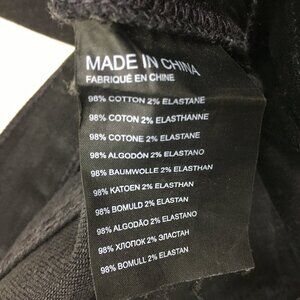 MADE IN CHINA
FABRIQUÉ EN CHINE
98% COTTON 2% ELASTANE
98% COTON 2% ELASTHANNE
98% COTONE 2% ELASTAN
98% ALGODÓN 2% ELASTANO
98% BAUMWOLLE 2% ELASTHAN
98% KATOEN 2% ELASTHAN
98% BOMULD 2% ELASTAN
98% ALGODÃO 2% ELASTANO
98% ХЛОПОК 2% ЭЛАСТАН
98% BOMULL 2% ELASTAN